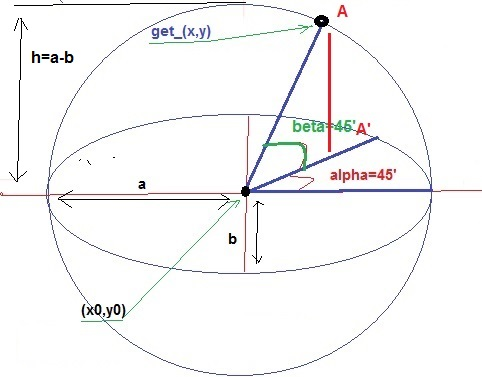 A
get_(x,y)
h=a-b
beta=45'
A'
a
alpha=45'
b
(x0,y0)